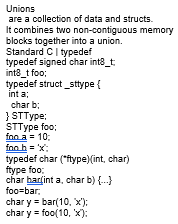 Unions
are a collection of data and structs.
It combines two non-contiguous memory
blocks together into a union.
Standard C | typedef
typedef signed char int8_t;
int8_t foo;
typedef struct _sttype {
int a;
char b;
} STType;
STType foo;
foo.a = 10;
foo.b = 'x';
typedef char (*ftype)(int, char)
ftype foo;
char bar(int a, char b) {...}
foo=bar;
char y = bar(10, 'x');
char y = foo(10, 'x');